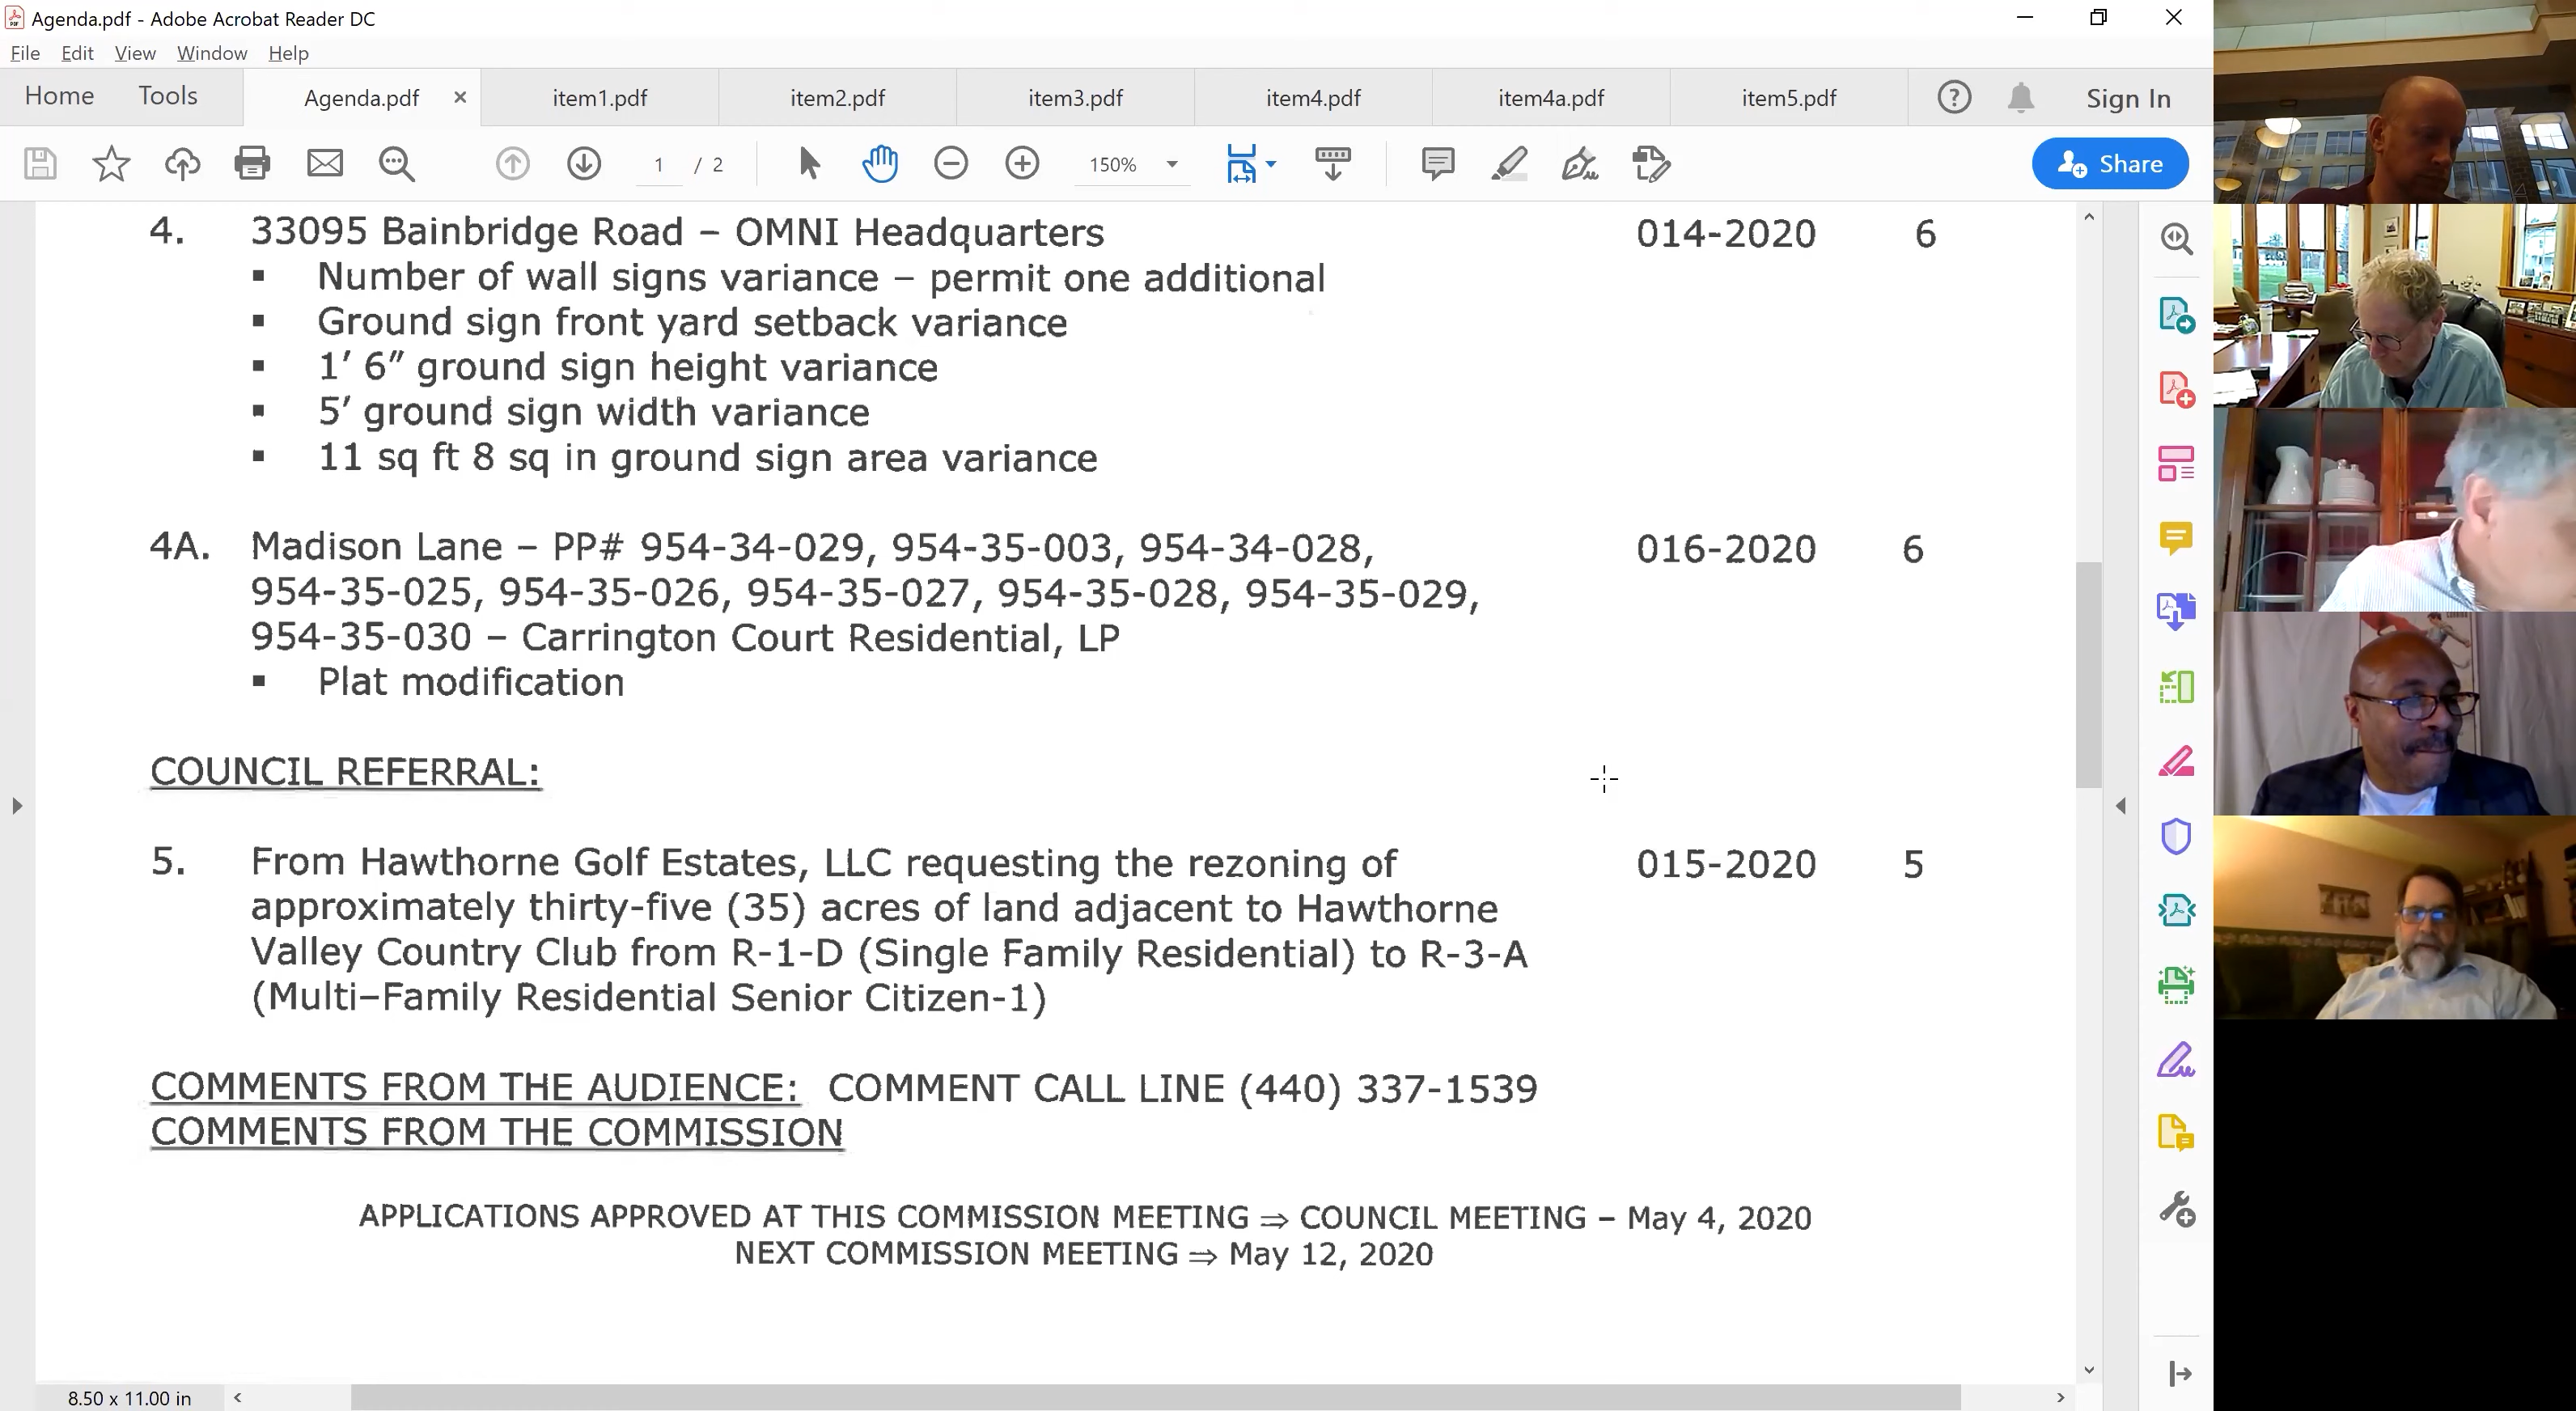 Agenda.pdf - Adobe Acrobat Reader DC
File Edit View Window Help
Home Tools Agenda.pdf × item1.pdf item2.pdf item3.pdf item4.pdf item4a.pdf item5.pdf Sign In
1 / 2 150% Share
4. 33095 Bainbridge Road – OMNI Headquarters 014-2020 6
▪ Number of wall signs variance – permit one additional
▪ Ground sign front yard setback variance
▪ 1’ 6” ground sign height variance
▪ 5’ ground sign width variance
▪ 11 sq ft 8 sq in ground sign area variance
4A. Madison Lane – PP# 954-34-029, 954-35-003, 954-34-028, 016-2020 6
954-35-025, 954-35-026, 954-35-027, 954-35-028, 954-35-029,
954-35-030 – Carrington Court Residential, LP
▪ Plat modification
COUNCIL REFERRAL:
5. From Hawthorne Golf Estates, LLC requesting the rezoning of 015-2020 5
approximately thirty-five (35) acres of land adjacent to Hawthorne
Valley Country Club from R-1-D (Single Family Residential) to R-3-A
(Multi–Family Residential Senior Citizen-1)
COMMENTS FROM THE AUDIENCE: COMMENT CALL LINE (440) 337-1539
COMMENTS FROM THE COMMISSION
APPLICATIONS APPROVED AT THIS COMMISSION MEETING ⇒ COUNCIL MEETING – May 4, 2020
NEXT COMMISSION MEETING ⇒ May 12, 2020
8.50 x 11.00 in